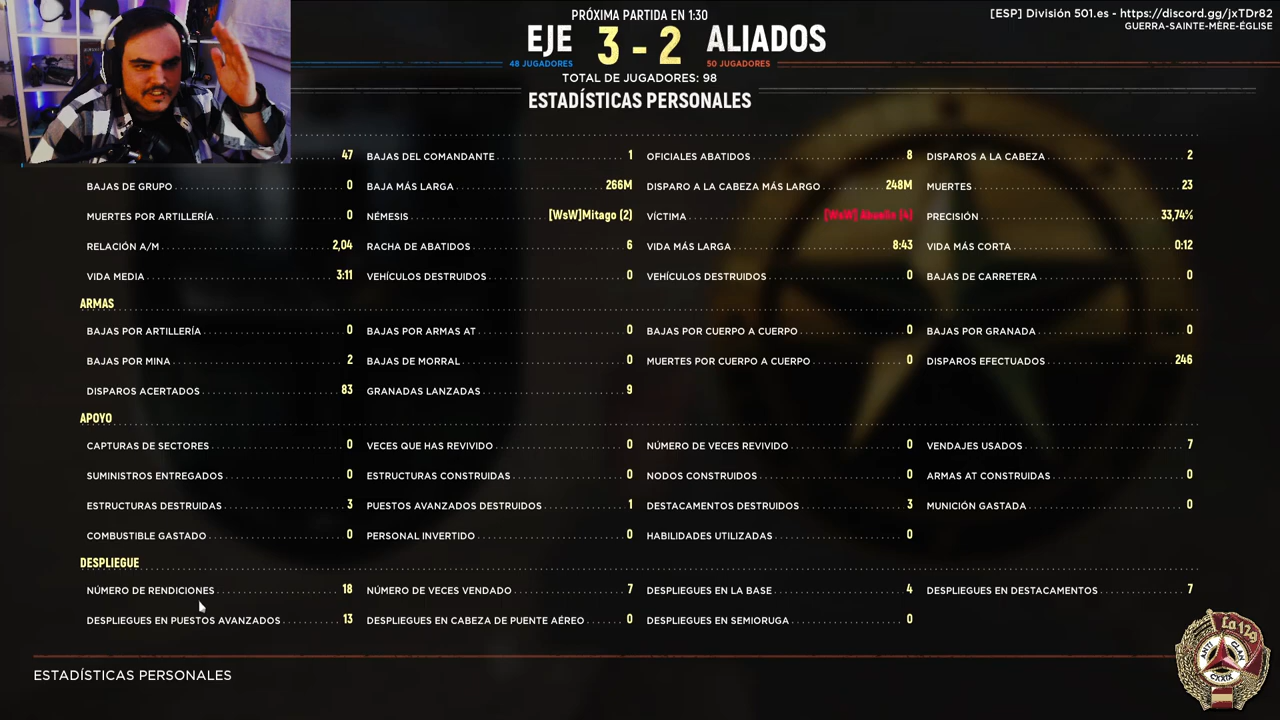 PRÓXIMA PARTIDA EN 1:30
[ESP] División 501.es - https://discord.gg/jxTDr82
GUERRA-SAINTE-MÈRE-ÉGLISE
EJE 3 - 2 ALIADOS
48 JUGADORES 50 JUGADORES
TOTAL DE JUGADORES: 98
ESTADÍSTICAS PERSONALES
47 BAJAS DEL COMANDANTE 1 OFICIALES ABATIDOS 8 DISPAROS A LA CABEZA 2
BAJAS DE GRUPO 0 BAJA MÁS LARGA 266M DISPARO A LA CABEZA MÁS LARGO 248M MUERTES 23
MUERTES POR ARTILLERÍA 0 NÉMESIS [WsW]Mitago (2) VÍCTIMA [WsW] Abuelo (4) PRECISIÓN 33,74%
RELACIÓN A/M 2,04 RACHA DE ABATIDOS 6 VIDA MÁS LARGA 8:43 VIDA MÁS CORTA 0:12
VIDA MEDIA 3:11 VEHÍCULOS DESTRUIDOS 0 VEHÍCULOS DESTRUIDOS 0 BAJAS DE CARRETERA 0
ARMAS
BAJAS POR ARTILLERÍA 0 BAJAS POR ARMAS AT 0 BAJAS POR CUERPO A CUERPO 0 BAJAS POR GRANADA 0
BAJAS POR MINA 2 BAJAS DE MORRAL 0 MUERTES POR CUERPO A CUERPO 0 DISPAROS EFECTUADOS 246
DISPAROS ACERTADOS 83 GRANADAS LANZADAS 9
APOYO
CAPTURAS DE SECTORES 0 VECES QUE HAS REVIVIDO 0 NÚMERO DE VECES REVIVIDO 0 VENDAJES USADOS 7
SUMINISTROS ENTREGADOS 0 ESTRUCTURAS CONSTRUIDAS 0 NODOS CONSTRUIDOS 0 ARMAS AT CONSTRUIDAS 0
ESTRUCTURAS DESTRUIDAS 3 PUESTOS AVANZADOS DESTRUIDOS 1 DESTACAMENTOS DESTRUIDOS 3 MUNICIÓN GASTADA 0
COMBUSTIBLE GASTADO 0 PERSONAL INVERTIDO 0 HABILIDADES UTILIZADAS 0
DESPLIEGUE
NÚMERO DE RENDICIONES 18 NÚMERO DE VECES VENDADO 7 DESPLIEGUES EN LA BASE 4 DESPLIEGUES EN DESTACAMENTOS 7
DESPLIEGUES EN PUESTOS AVANZADOS 13 DESPLIEGUES EN CABEZA DE PUENTE AÉREO 0 DESPLIEGUES EN SEMIORUGA 0
ESTADÍSTICAS PERSONALES
La 129
ANTI CLAN
CXXIX